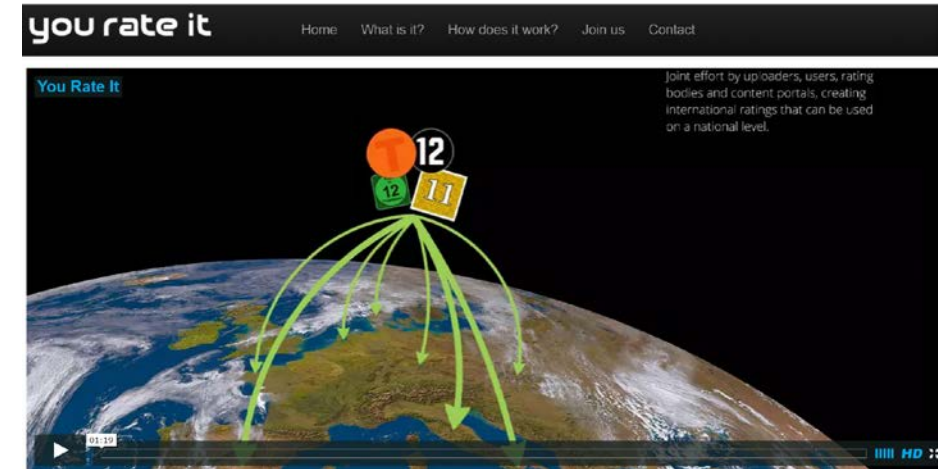 you rate it
Home What is it? How does it work? Join us Contact
You Rate It
Joint effort by uploaders, users, rating
bodies and content portals, creating
international ratings that can be used
on a national level.
T 12
12 11
01:19
HD